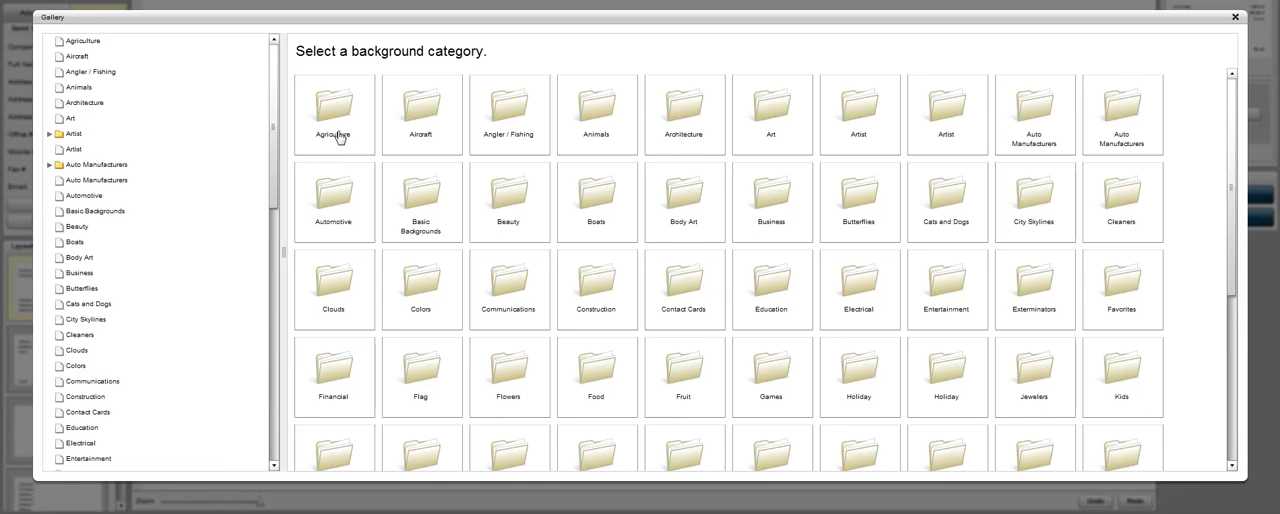 Gallery
Agriculture
Aircraft
Angler / Fishing
Animals
Architecture
Art
Artist
Artist
Auto Manufacturers
Auto Manufacturers
Automotive
Basic Backgrounds
Beauty
Boats
Body Art
Business
Butterflies
Cats and Dogs
City Skylines
Cleaners
Clouds
Colors
Communications
Construction
Contact Cards
Education
Electrical
Entertainment
Select a background category.
Agriculture
Aircraft
Angler / Fishing
Animals
Architecture
Art
Artist
Artist
Auto
Manufacturers
Auto
Manufacturers
Automotive
Basic
Backgrounds
Beauty
Boats
Body Art
Business
Butterflies
Cats and Dogs
City Skylines
Cleaners
Clouds
Colors
Communications
Construction
Contact Cards
Education
Electrical
Entertainment
Exterminators
Favorites
Financial
Flag
Flowers
Food
Fruit
Games
Holiday
Holiday
Jewelers
Kids
Zoom
Undo